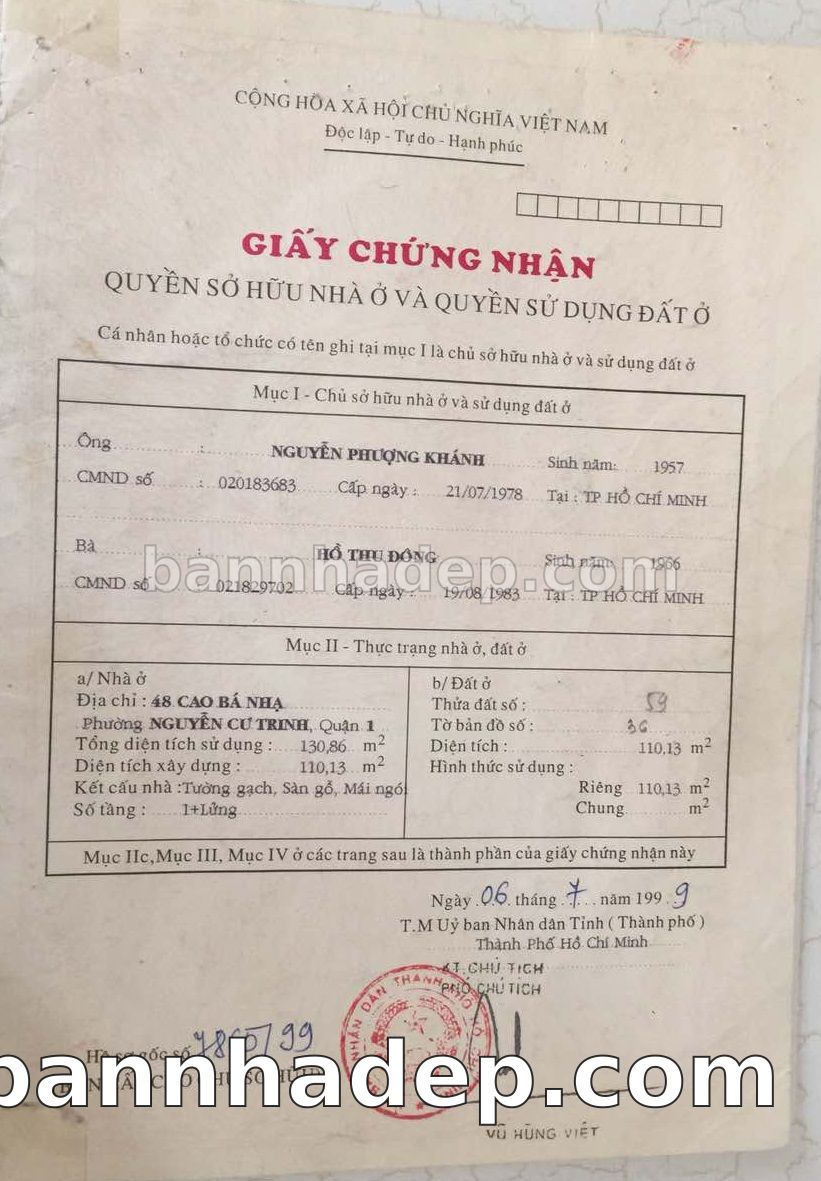 CỘNG HÒA XÃ HỘI CHỦ NGHĨA VIỆT NAM
Độc lập - Tự do - Hạnh phúc
GIẤY CHỨNG NHẬN
QUYỀN SỞ HỮU NHÀ Ở VÀ QUYỀN SỬ DỤNG ĐẤT Ở
Cá nhân hoặc tổ chức có tên ghi tại mục I là chủ sở hữu nhà ở và sử dụng đất ở
Mục I - Chủ sở hữu nhà ở và sử dụng đất ở
Ông : NGUYỄN PHƯỢNG KHÁNH Sinh năm: 1957
CMND số : 020183683 Cấp ngày : 21/07/1978 Tại : TP HỒ CHÍ MINH
Bà : HỒ THU ĐÔNG Sinh năm: 1966
bannhadep.com
CMND số : 021829702 Cấp ngày : 19/08/1983 Tại : TP HỒ CHÍ MINH
Mục II - Thực trạng nhà ở, đất ở
a/ Nhà ở
Địa chỉ : 48 CAO BÁ NHẠ
Phường NGUYỄN CƯ TRINH, Quận 1
Tổng diện tích sử dụng : 130,86 m²
Diện tích xây dựng : 110,13 m²
Kết cấu nhà :Tường gạch, Sàn gỗ, Mái ngói
Số tầng : 1+Lửng
b/ Đất ở
Thửa đất số : 59
Tờ bản đồ số : 36
Diện tích : 110,13 m²
Hình thức sử dụng :
Riêng 110,13 m²
Chung m²
Mục IIc,Mục III, Mục IV ở các trang sau là thành phần của giấy chứng nhận này
Ngày 06 tháng 7 năm 1999
T.M Uỷ ban Nhân dân Tỉnh ( Thành phố )
Thành Phố Hồ Chí Minh
KT.CHỦ TỊCH
PHÓ CHỦ TỊCH
Hồ sơ gốc số 7860/99
bannhadep.com
VŨ HÙNG VIỆT